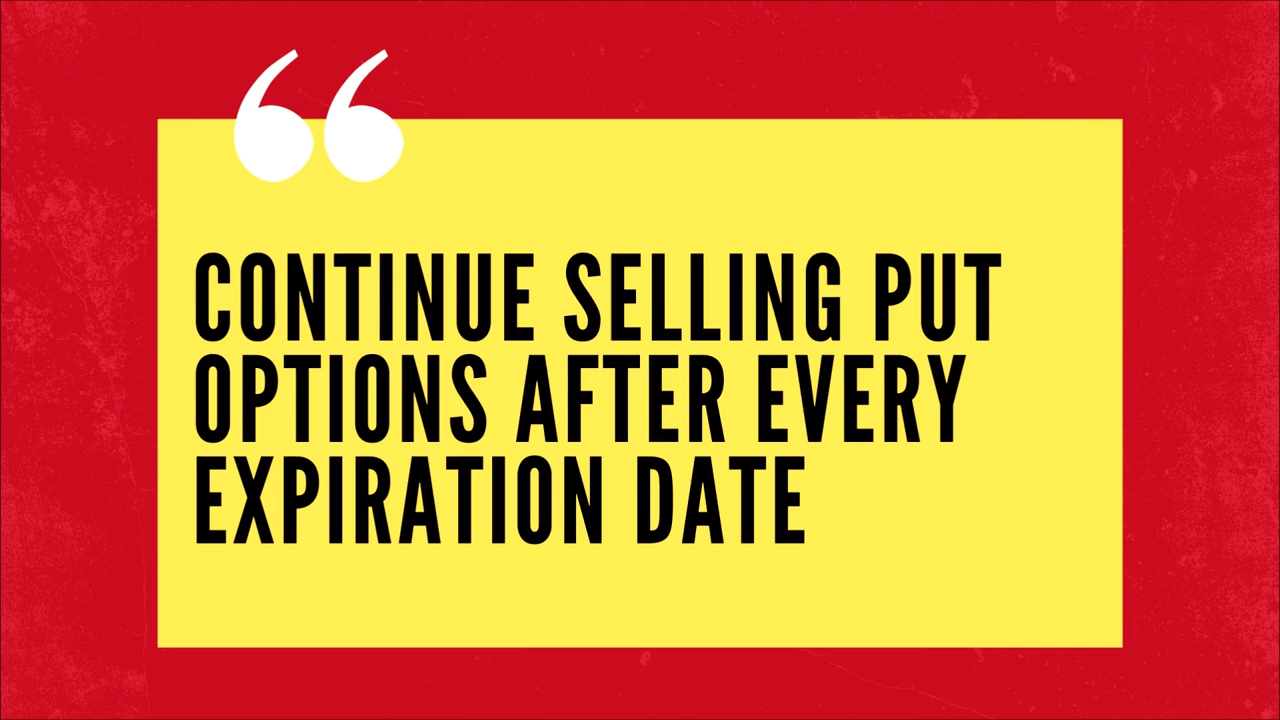 “
CONTINUE SELLING PUT
OPTIONS AFTER EVERY
EXPIRATION DATE